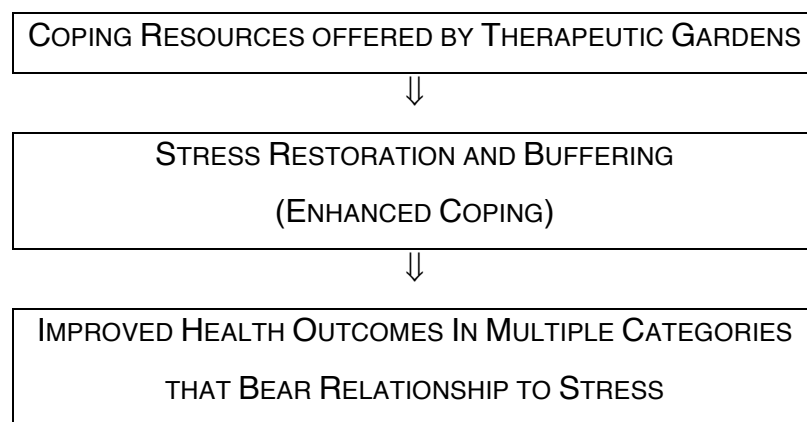 COPING RESOURCES OFFERED BY THERAPEUTIC GARDENS
⇓
STRESS RESTORATION AND BUFFERING
(ENHANCED COPING)
⇓
IMPROVED HEALTH OUTCOMES IN MULTIPLE CATEGORIES
THAT BEAR RELATIONSHIP TO STRESS